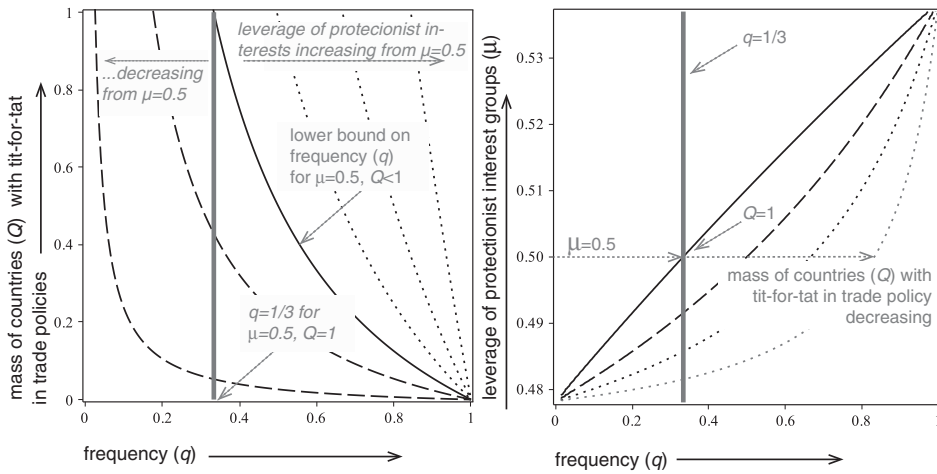 1
0.8
0.6
0.4
0.2
0
0
0.2
0.4
0.6
0.8
1
mass of countries (Q) with tit-for-tat
in trade policies
frequency (q)
leverage of protecionist in-
terests increasing from μ=0.5
...decreasing
from μ=0.5
lower bound on
frequency (q)
for μ=0.5, Q<1
q=1/3 for
μ=0.5, Q=1
leverage of protectionist interest groups (μ)
0.53
0.52
0.51
0.50
0.49
0.48
0
0.2
0.4
0.6
0.8
1
frequency (q)
q=1/3
Q=1
μ=0.5
mass of countries (Q) with
tit-for-tat in trade policy
decreasing